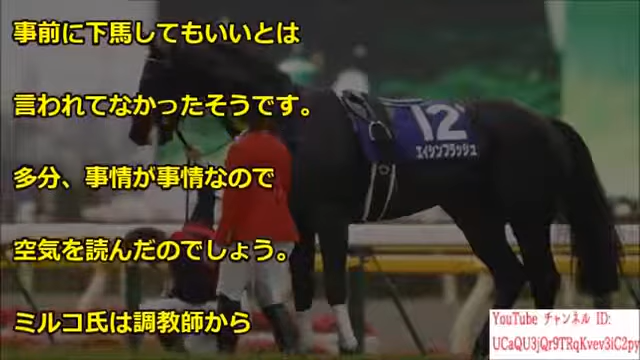 事前に下馬してもいいとは
言われてなかったそうです。
多分、事情が事情なので
空気を読んだのでしょう。
ミルコ氏は調教師から
12
エイシンフラッシュ
YouTube チャンネル ID:
UCaQU3jQr9TRqKvev3iC2py